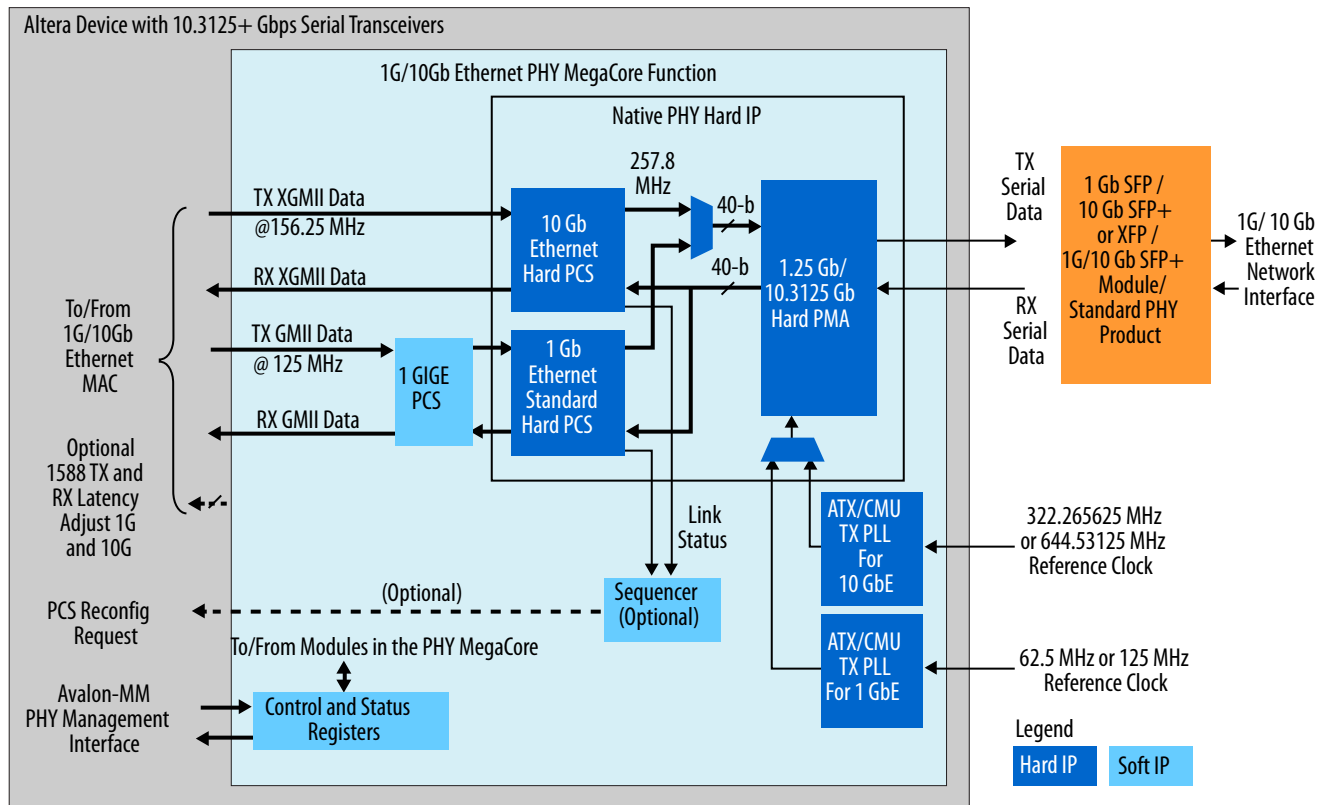 Altera Device with 10.3125+ Gbps Serial Transceivers
1G/10Gb Ethernet PHY MegaCore Function
Native PHY Hard IP
257.8
MHz
TX XGMII Data
@156.25 MHz
RX XGMII Data
TX GMII Data
@ 125 MHz
RX GMII Data
To/From
1G/10Gb
Ethernet
MAC
Optional
1588 TX and
RX Latency
Adjust 1G
and 10G
10 Gb
Ethernet
Hard PCS
1 GIGE
PCS
1 Gb
Ethernet
Standard
Hard PCS
40-b
40-b
1.25 Gb/
10.3125 Gb
Hard PMA
TX
Serial
Data
RX
Serial
Data
1 Gb SFP /
10 Gb SFP+
or XFP /
1G/10 Gb SFP+
Module/
Standard PHY
Product
1G/ 10 Gb
Ethernet
Network
Interface
Link
Status
ATX/CMU
TX PLL
For
10 GbE
322.265625 MHz
or 644.53125 MHz
Reference Clock
Sequencer
(Optional)
(Optional)
PCS Reconfig
Request
ATX/CMU
TX PLL
For 1 GbE
62.5 MHz or 125 MHz
Reference Clock
To/From Modules in the PHY MegaCore
Avalon-MM
PHY Management
Interface
Control and Status
Registers
Legend
Hard IP
Soft IP